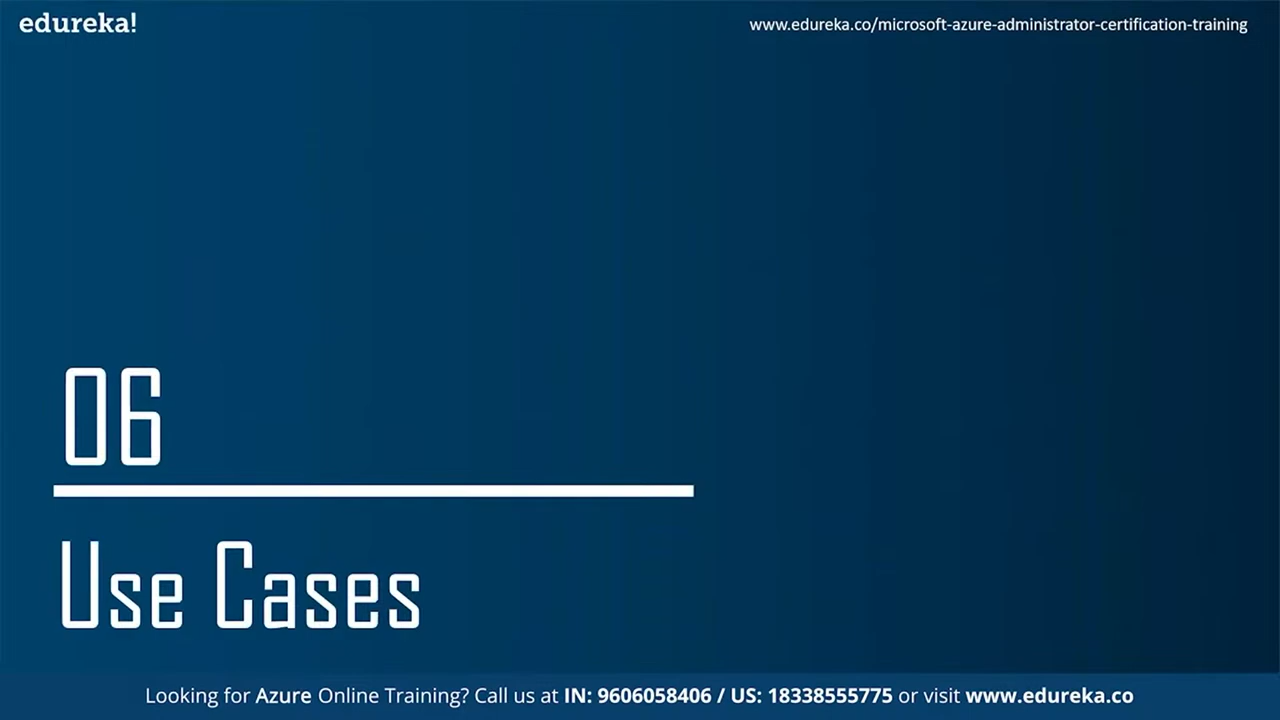 edureka!
www.edureka.co/microsoft-azure-administrator-certification-training
06
Use Cases
Looking for Azure Online Training? Call us at IN: 9606058406 / US: 18338555775 or visit www.edureka.co